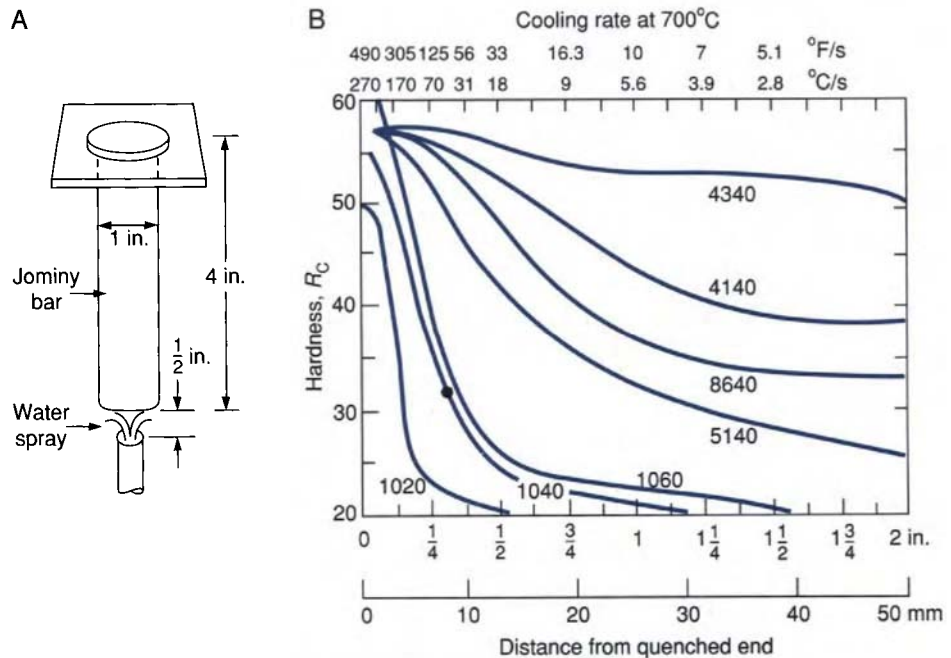 A
1 in.
Jominy
bar
4 in.
1/2 in.
Water
spray
B
Cooling rate at 700°C
490 305 125 56 33 16.3 10 7 5.1 °F/s
270 170 70 31 18 9 5.6 3.9 2.8 °C/s
Hardness, RC
60
50
40
30
20
4340
4140
8640
5140
1020
1040
1060
0 1/4 1/2 3/4 1 1 1/4 1 1/2 1 3/4 2 in.
0 10 20 30 40 50 mm
Distance from quenched end